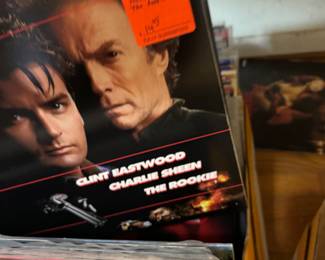 CLINT EASTWOOD
CHARLIE SHEEN
THE ROOKIE